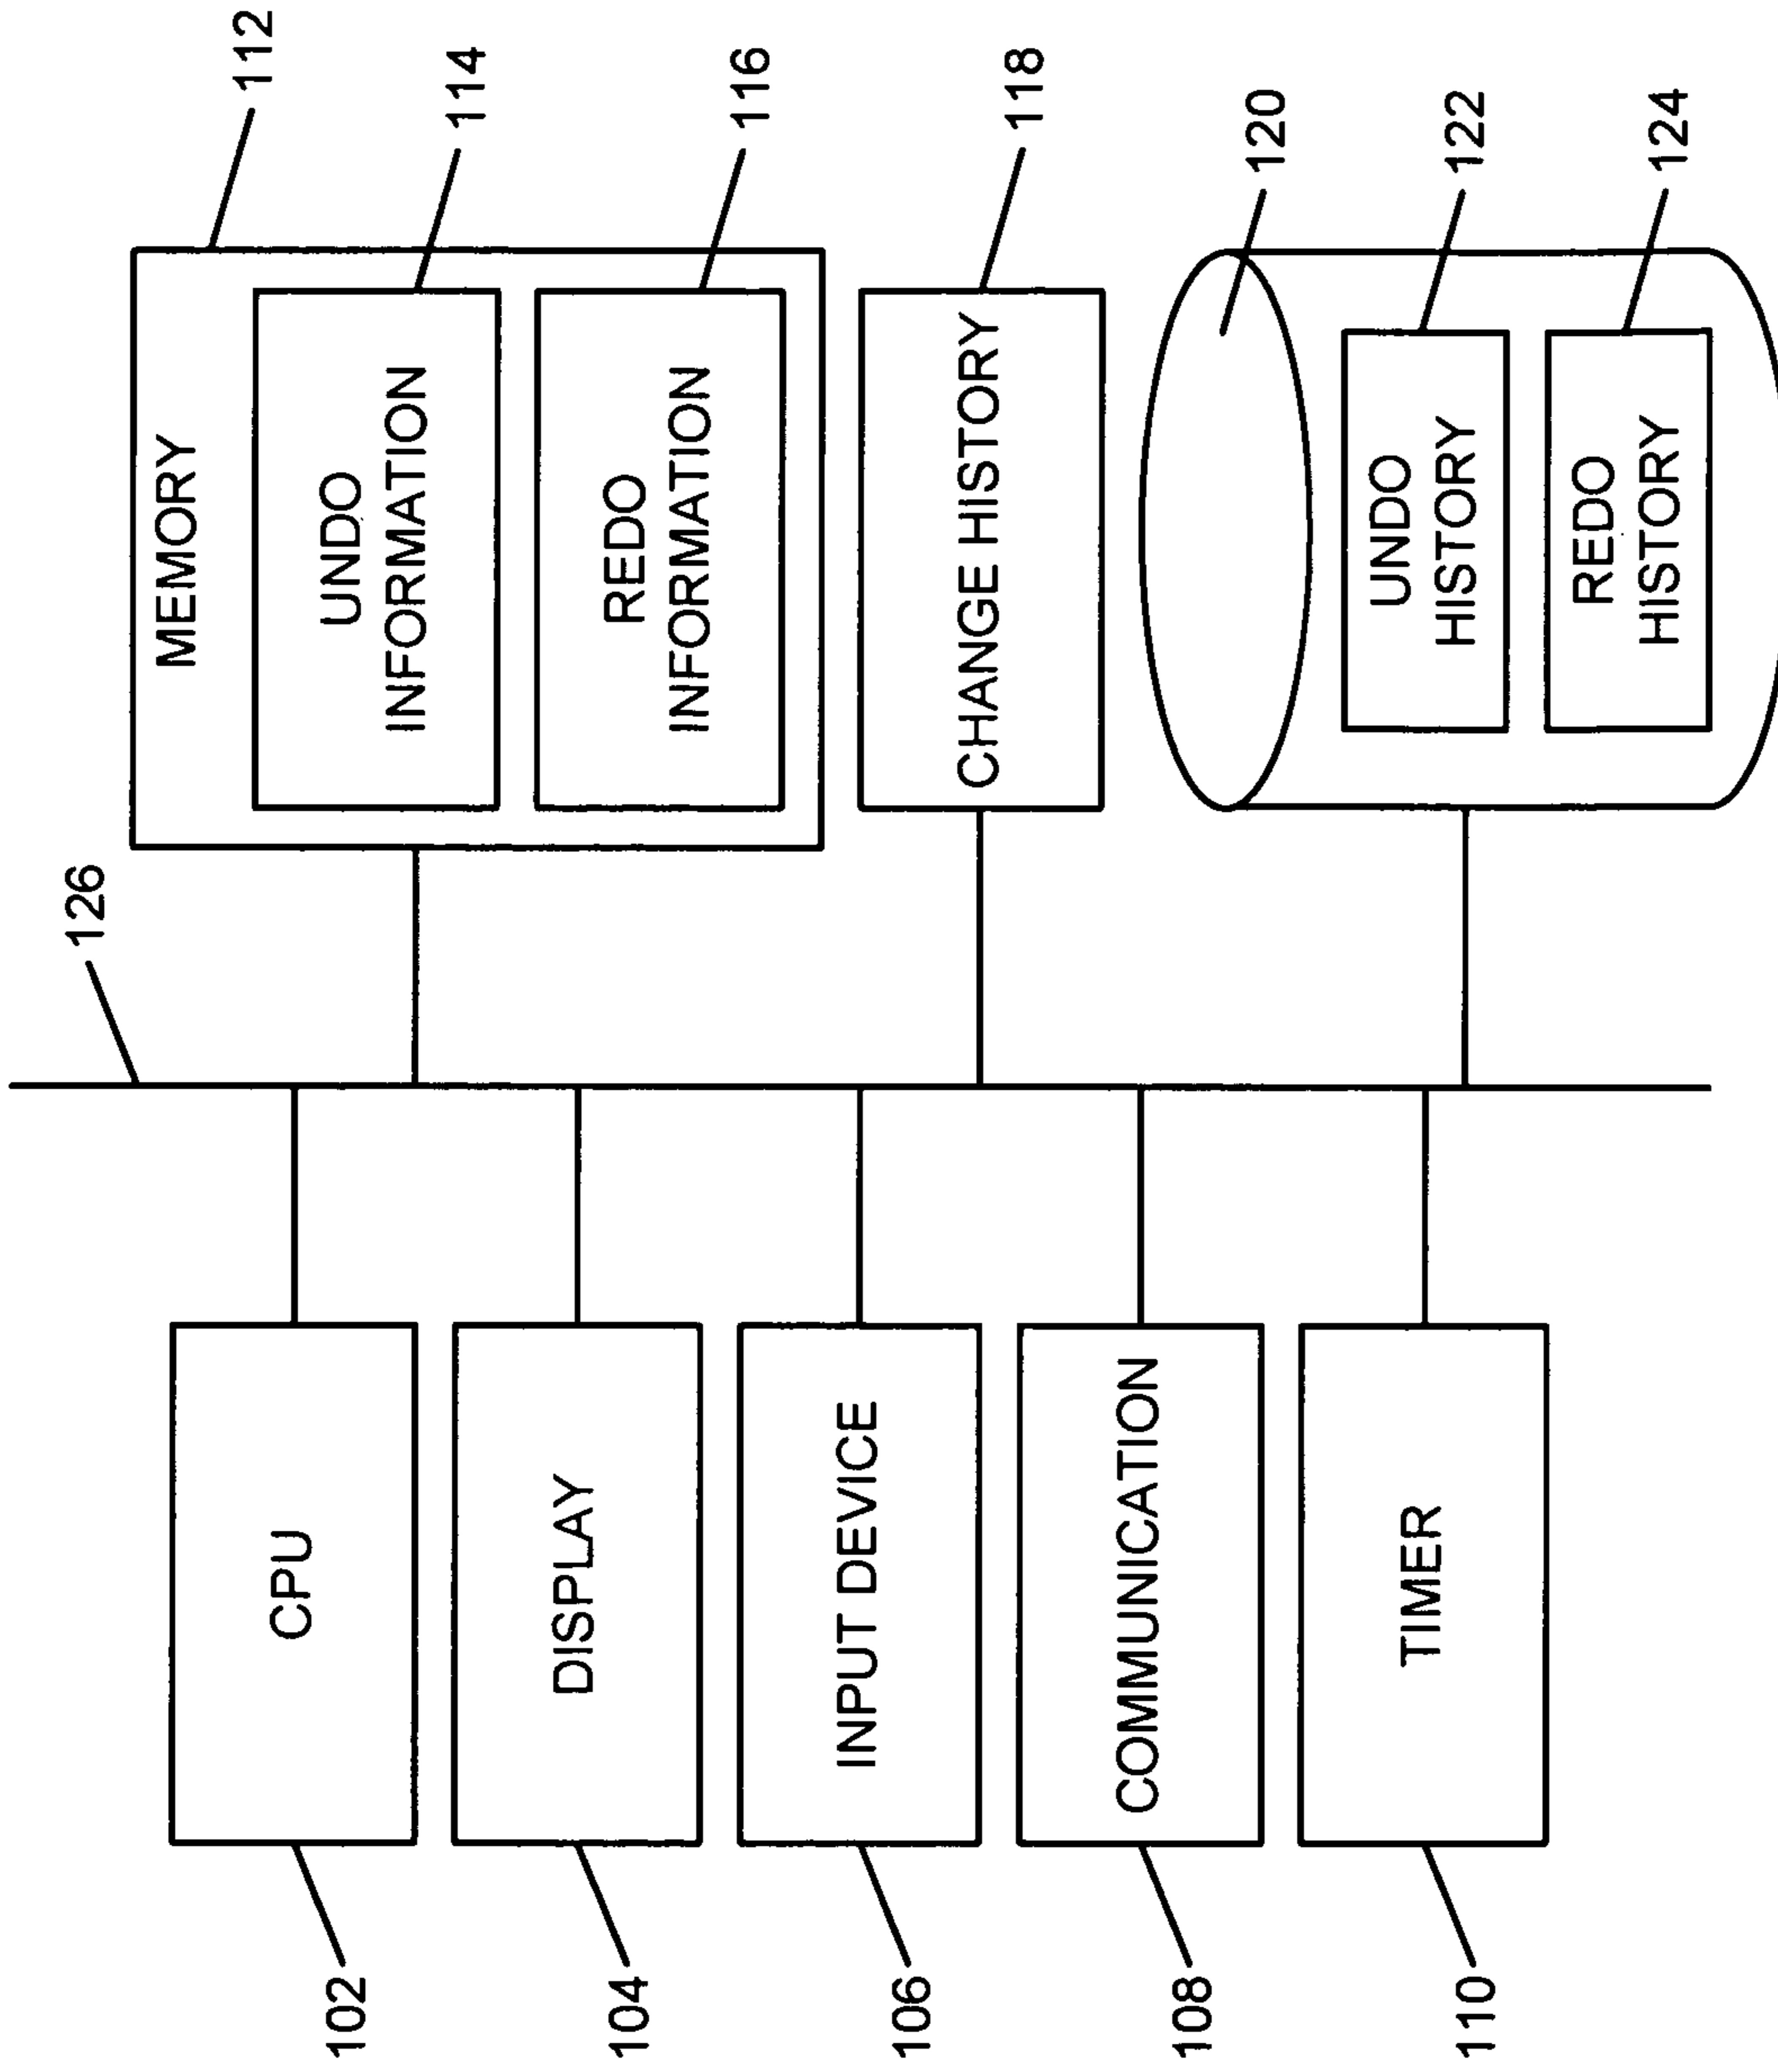 126
CPU
102
DISPLAY
104
INPUT DEVICE
106
COMMUNICATION
108
TIMER
110
MEMORY
112
UNDO
INFORMATION
114
REDO
INFORMATION
116
CHANGE HISTORY
118
120
UNDO
HISTORY
122
REDO
HISTORY
124